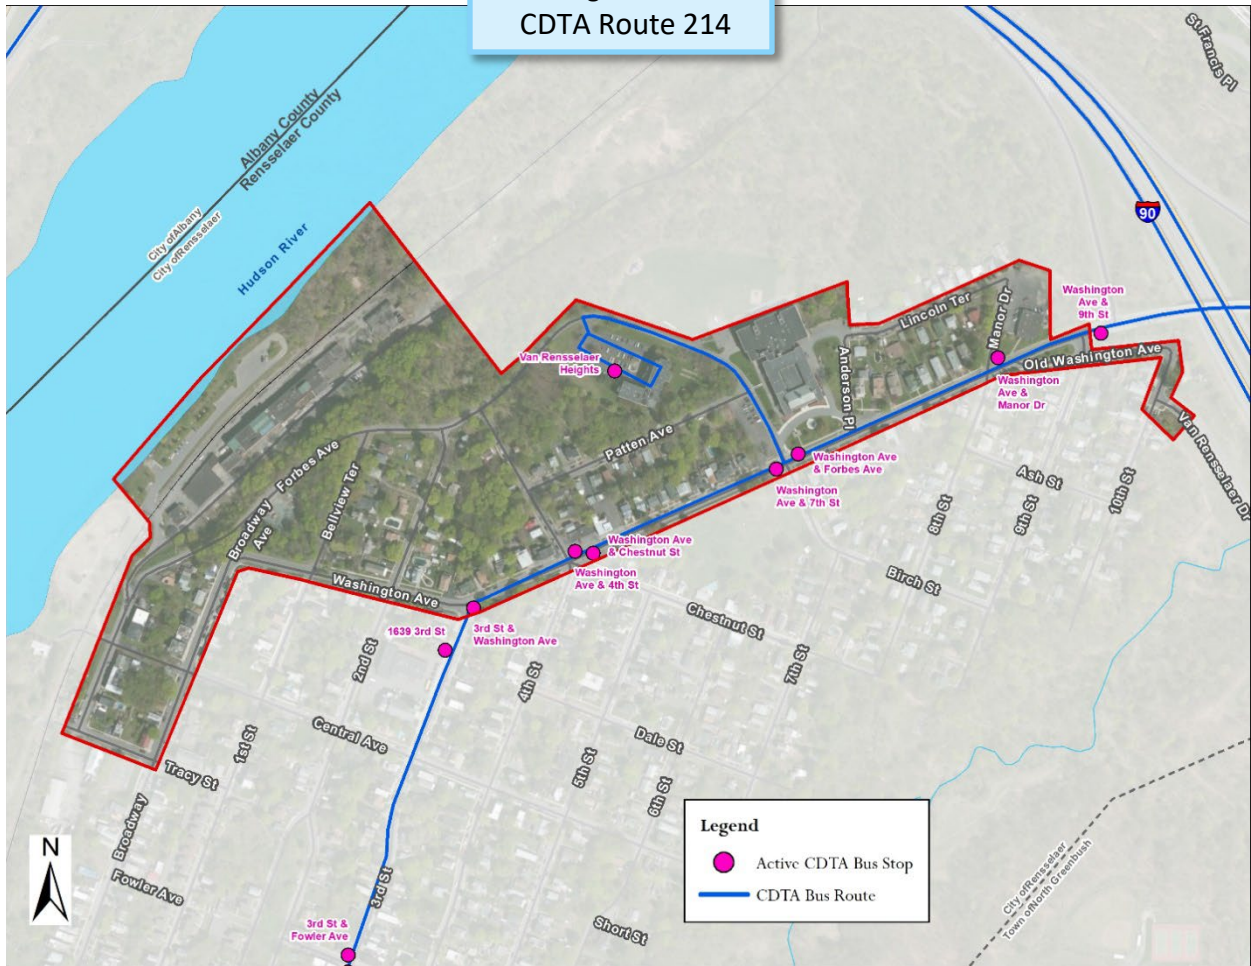 CDTA Route 214
St Francis Pl
Albany County
Rensselaer County
City of Albany
City of Rensselaer
Hudson River
90
Washington
Ave &
9th St
Lincoln Ter
Manor Dr
Van Rensselaer
Heights
Old Washington Ave
Anderson Pl
Washington
Ave &
Manor Dr
Van Rensselaer Dr
Patten Ave
Forbes Ave
Broadway
Ave
Bellview Ter
Washington Ave
& Forbes Ave
Washington
Ave & 7th St
Ash St
8th St
9th St
10th St
Washington Ave
& Chestnut St
Washington
Ave & 4th St
Birch St
Washington Ave
1639 3rd St
3rd St &
Washington Ave
Chestnut St
2nd St
4th St
7th St
Central Ave
Dale St
1st St
5th St
6th St
Tracy St
Broadway
Fowler Ave
3rd St
3rd St &
Fowler Ave
Short St
N
Legend
Active CDTA Bus Stop
CDTA Bus Route
City of Rensselaer
Town of North Greenbush